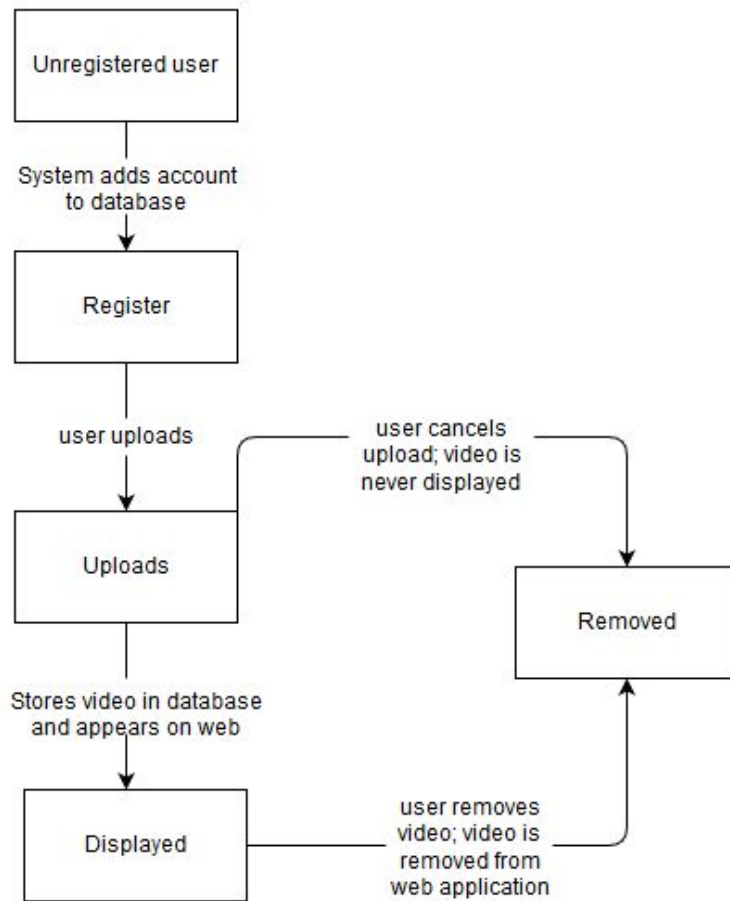 Unregistered user
System adds account
to database
Register
user uploads
user cancels
upload; video is
never displayed
Uploads
Removed
Stores video in database
and appears on web
user removes
video; video is
removed from
web application
Displayed